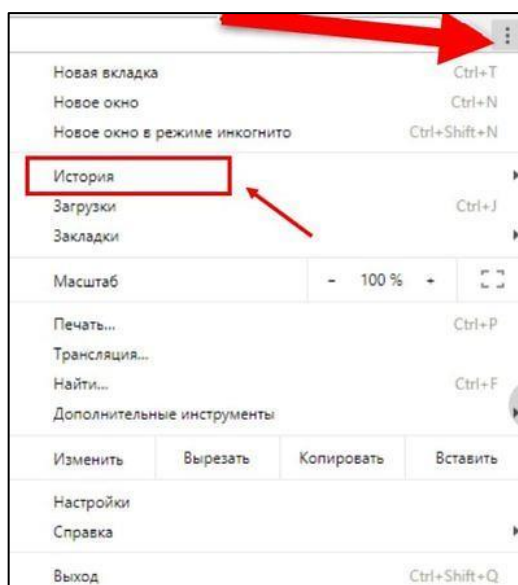 Новая вкладка Ctrl+T
Новое окно Ctrl+N
Новое окно в режиме инкогнито Ctrl+Shift+N
История
Загрузки Ctrl+J
Закладки
Масштаб - 100 % +
Печать... Ctrl+P
Трансляция...
Найти... Ctrl+F
Дополнительные инструменты
Изменить Вырезать Копировать Вставить
Настройки
Справка
Выход Ctrl+Shift+Q